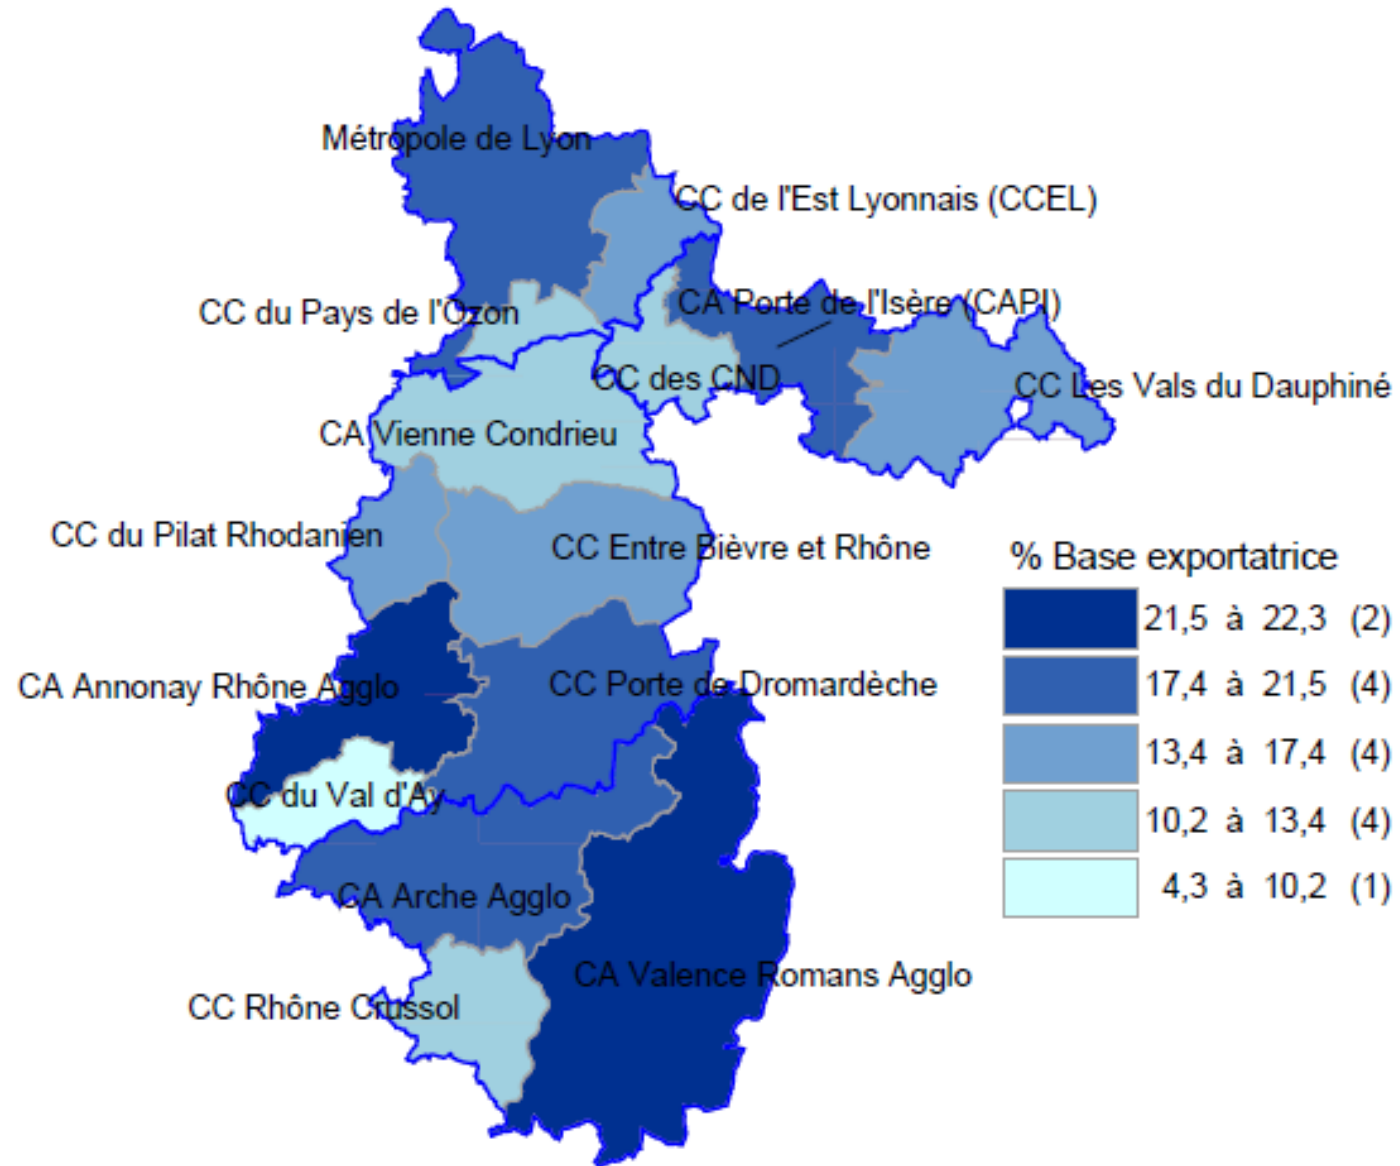 Métropole de Lyon
CC de l'Est Lyonnais (CCEL)
CC du Pays de l'Ozon
CA Porte de l'Isère (CAPI)
CC des CND
CC Les Vals du Dauphiné
CA Vienne Condrieu
CC du Pilat Rhodanien
CC Entre Bièvre et Rhône
% Base exportatrice
21,5 à 22,3 (2)
17,4 à 21,5 (4)
13,4 à 17,4 (4)
10,2 à 13,4 (4)
4,3 à 10,2 (1)
CA Annonay Rhône Agglo
CC Porte de Dromardèche
CC du Val d'Ay
CA Arche Agglo
CA Valence Romans Agglo
CC Rhône Crussol